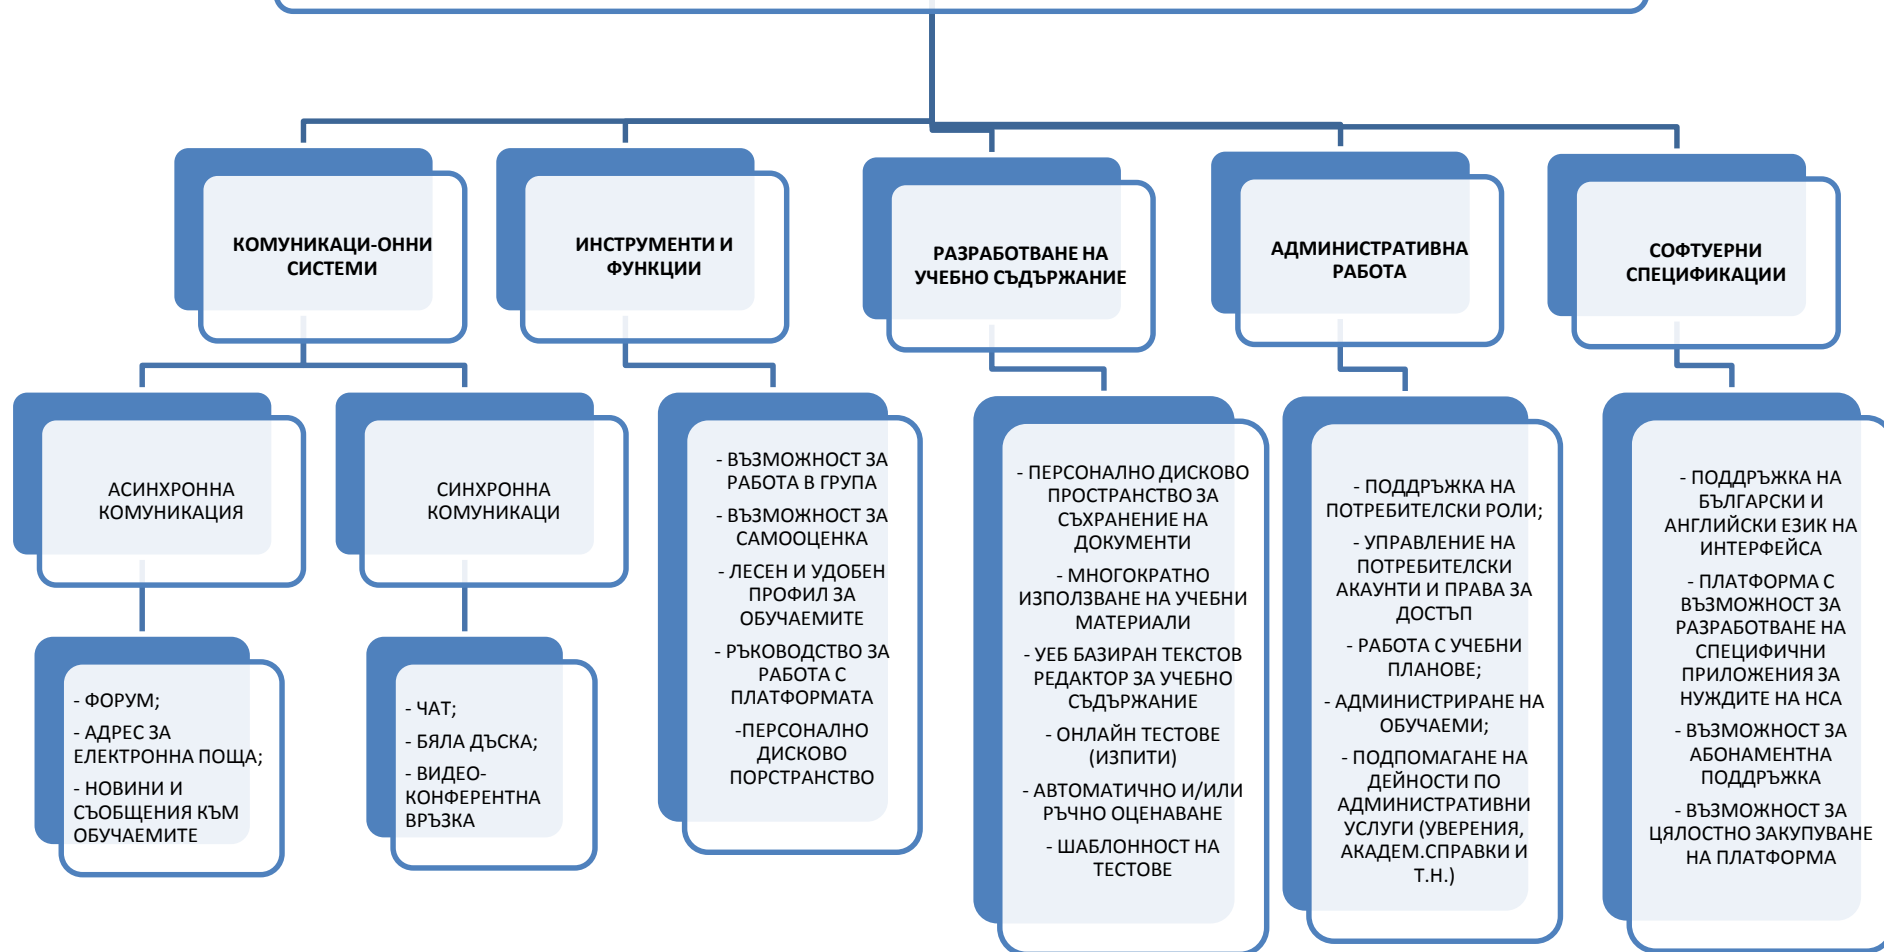 КОМУНИКАЦИ-ОННИ
СИСТЕМИ
ИНСТРУМЕНТИ И
ФУНКЦИИ
РАЗРАБОТВАНЕ НА
УЧЕБНО СЪДЪРЖАНИЕ
АДМИНИСТРАТИВНА
РАБОТА
СОФТУЕРНИ
СПЕЦИФИКАЦИИ
АСИНХРОННА
КОМУНИКАЦИЯ
СИНХРОННА
КОМУНИКАЦИ
- ФОРУМ;
- АДРЕС ЗА
ЕЛЕКТРОННА ПОЩА;
- НОВИНИ И
СЪОБЩЕНИЯ КЪМ
ОБУЧАЕМИТЕ
- ЧАТ;
- БЯЛА ДЪСКА;
- ВИДЕО-
КОНФЕРЕНТНА
ВРЪЗКА
- ВЪЗМОЖНОСТ ЗА
РАБОТА В ГРУПА
- ВЪЗМОЖНОСТ ЗА
САМООЦЕНКА
- ЛЕСЕН И УДОБЕН
ПРОФИЛ ЗА
ОБУЧАЕМИТЕ
- РЪКОВОДСТВО ЗА
РАБОТА С
ПЛАТФОРМАТА
-ПЕРСОНАЛНО
ДИСКОВО
ПОРСТРАНСТВО
- ПЕРСОНАЛНО ДИСКОВО
ПРОСТРАНСТВО ЗА
СЪХРАНЕНИЕ НА
ДОКУМЕНТИ
- МНОГОКРАТНО
ИЗПОЛЗВАНЕ НА УЧЕБНИ
МАТЕРИАЛИ
- УЕБ БАЗИРАН ТЕКСТОВ
РЕДАКТОР ЗА УЧЕБНО
СЪДЪРЖАНИЕ
- ОНЛАЙН ТЕСТОВЕ
(ИЗПИТИ)
- АВТОМАТИЧНО И/ИЛИ
РЪЧНО ОЦЕНАВАНЕ
- ШАБЛОННОСТ НА
ТЕСТОВЕ
- ПОДДРЪЖКА НА
ПОТРЕБИТЕЛСКИ РОЛИ;
- УПРАВЛЕНИЕ НА
ПОТРЕБИТЕЛСКИ
АКАУНТИ И ПРАВА ЗА
ДОСТЪП
- РАБОТА С УЧЕБНИ
ПЛАНОВЕ;
- АДМИНИСТРИРАНЕ НА
ОБУЧАЕМИ;
- ПОДПОМАГАНЕ НА
ДЕЙНОСТИ ПО
АДМИНИСТРАТИВНИ
УСЛУГИ (УВЕРЕНИЯ,
АКАДЕМ.СПРАВКИ И
Т.Н.)
- ПОДДРЪЖКА НА
БЪЛГАРСКИ И
АНГЛИЙСКИ ЕЗИК НА
ИНТЕРФЕЙСА
- ПЛАТФОРМА С
ВЪЗМОЖНОСТ ЗА
РАЗРАБОТВАНЕ НА
СПЕЦИФИЧНИ
ПРИЛОЖЕНИЯ ЗА
НУЖДИТЕ НА НСА
- ВЪЗМОЖНОСТ ЗА
АБОНАМЕНТНА
ПОДДРЪЖКА
- ВЪЗМОЖНОСТ ЗА
ЦЯЛОСТНО ЗАКУПУВАНЕ
НА ПЛАТФОРМА